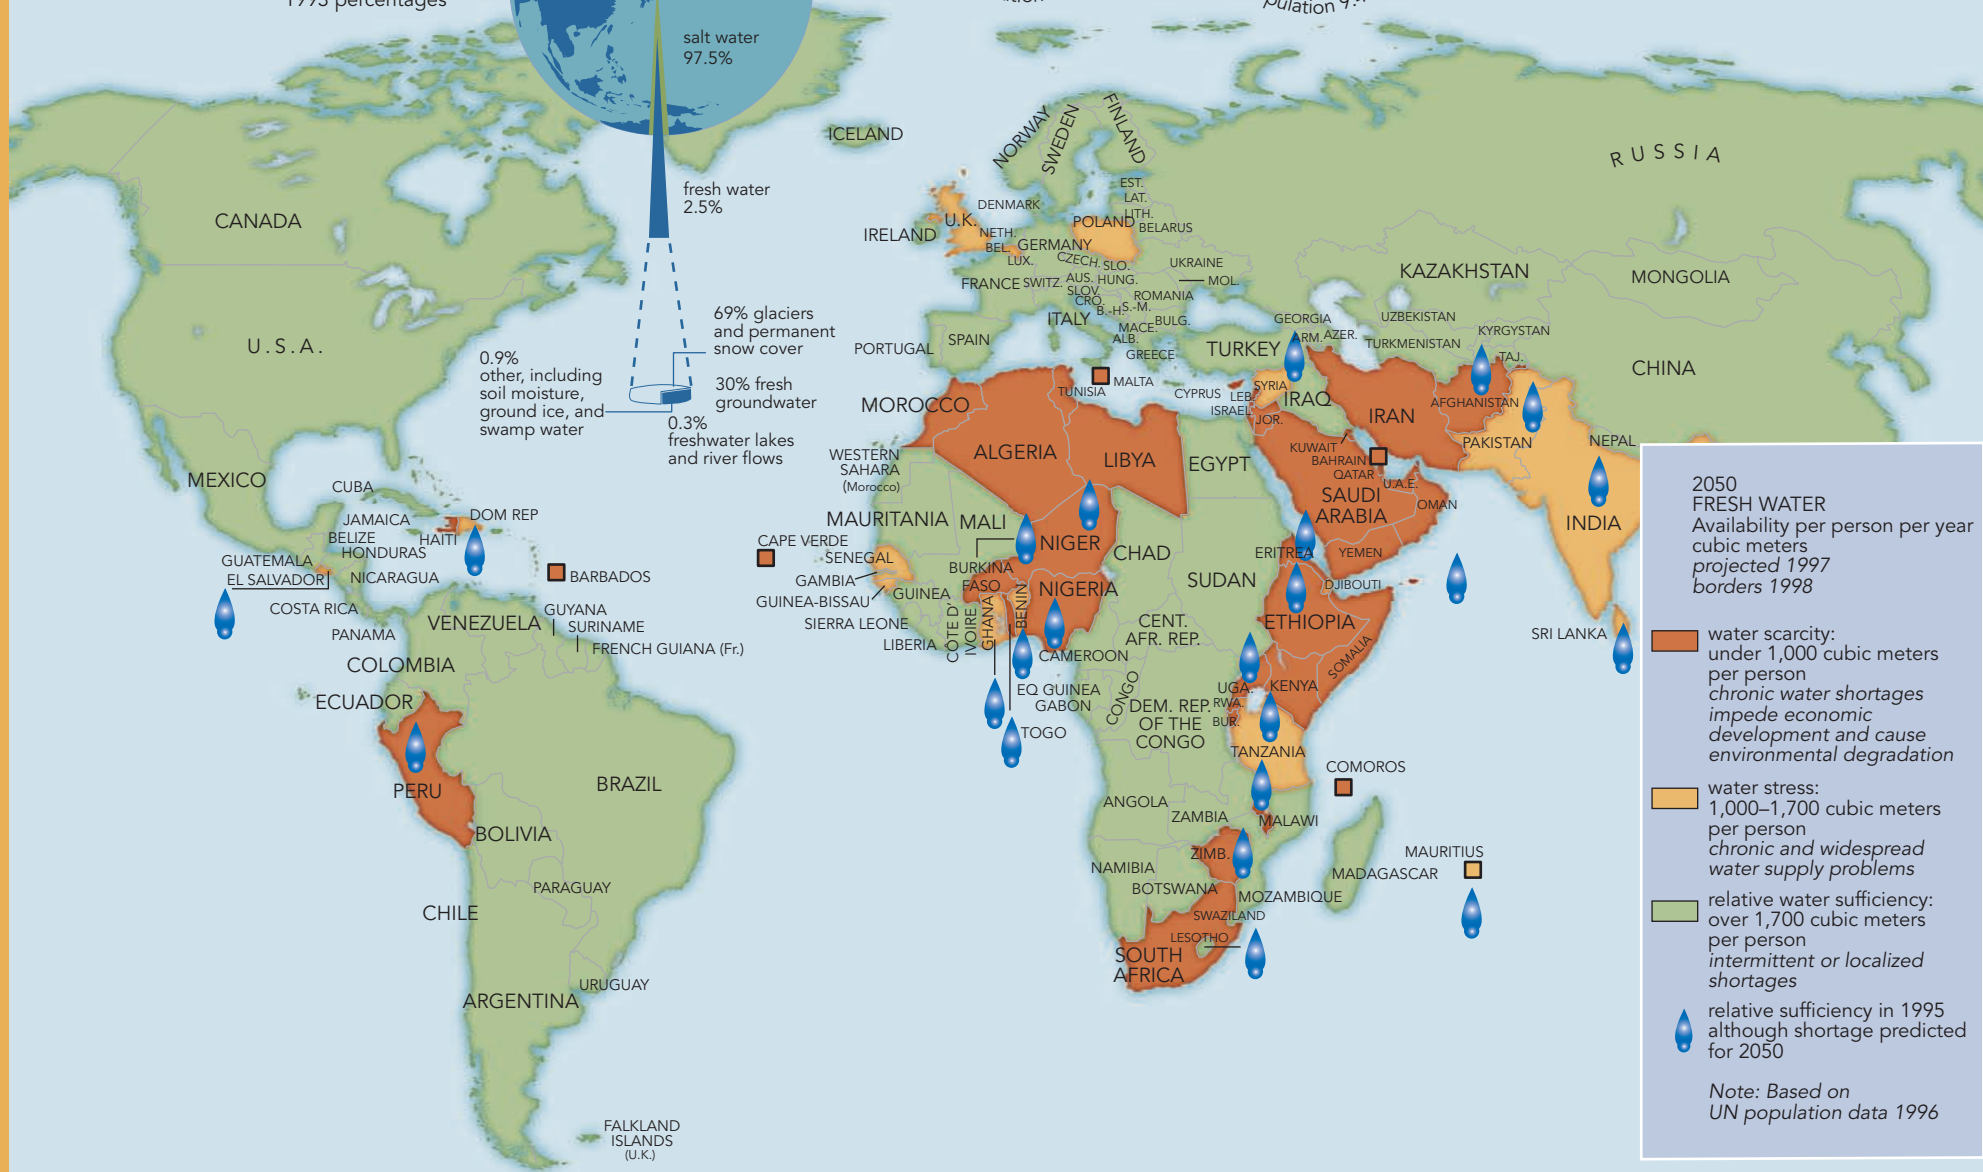 1995 percentages
salt water
97.5%
fresh water
2.5%
69% glaciers
and permanent
snow cover
0.9%
other, including
soil moisture,
ground ice, and
swamp water
30% fresh
groundwater
0.3%
freshwater lakes
and river flows
ICELAND
NORWAY
SWEDEN
FINLAND
RUSSIA
CANADA
U.S.A.
MEXICO
CUBA
JAMAICA
BELIZE
HONDURAS
HAITI
DOM REP
GUATEMALA
EL SALVADOR
NICARAGUA
COSTA RICA
PANAMA
BARBADOS
VENEZUELA
GUYANA
SURINAME
FRENCH GUIANA (Fr.)
COLOMBIA
ECUADOR
PERU
BRAZIL
BOLIVIA
PARAGUAY
CHILE
ARGENTINA
URUGUAY
FALKLAND
ISLANDS
(U.K.)
EST.
LAT.
LITH.
BELARUS
DENMARK
U.K.
IRELAND
NETH.
BEL.
LUX.
GERMANY
POLAND
CZECH.
SLO.
UKRAINE
MOL.
FRANCE
SWITZ.
AUS.
HUNG.
SLOV.
CRO.
B.-H.
S.-M.
ROMANIA
ITALY
MACE.
BULG.
ALB.
GREECE
PORTUGAL
SPAIN
MALTA
TURKEY
GEORGIA
ARM.
AZER.
CYPRUS
LEB.
SYRIA
ISRAEL
JOR.
IRAQ
IRAN
KAZAKHSTAN
MONGOLIA
UZBEKISTAN
KYRGYSTAN
TURKMENISTAN
TAJ.
CHINA
AFGHANISTAN
PAKISTAN
NEPAL
INDIA
SRI LANKA
KUWAIT
BAHRAIN
QATAR
U.A.E.
SAUDI
ARABIA
OMAN
YEMEN
MOROCCO
TUNISIA
ALGERIA
LIBYA
EGYPT
WESTERN
SAHARA
(Morocco)
MAURITANIA
MALI
NIGER
CHAD
SUDAN
ERITREA
DJIBOUTI
CAPE VERDE
SENEGAL
GAMBIA
GUINEA-BISSAU
GUINEA
SIERRA LEONE
LIBERIA
CÔTE D'
IVOIRE
BURKINA
FASO
GHANA
BENIN
TOGO
NIGERIA
CAMEROON
EQ GUINEA
GABON
CONGO
CENT.
AFR. REP.
DEM. REP.
OF THE
CONGO
ETHIOPIA
SOMALIA
UGA.
KENYA
RWA.
BUR.
TANZANIA
COMOROS
ANGOLA
ZAMBIA
MALAWI
ZIMB.
NAMIBIA
BOTSWANA
MOZAMBIQUE
MADAGASCAR
MAURITIUS
SWAZILAND
LESOTHO
SOUTH
AFRICA
2050
FRESH WATER
Availability per person per year
cubic meters
projected 1997
borders 1998
water scarcity:
under 1,000 cubic meters
per person
chronic water shortages
impede economic
development and cause
environmental degradation
water stress:
1,000–1,700 cubic meters
per person
chronic and widespread
water supply problems
relative water sufficiency:
over 1,700 cubic meters
per person
intermittent or localized
shortages
relative sufficiency in 1995
although shortage predicted
for 2050
Note: Based on
UN population data 1996